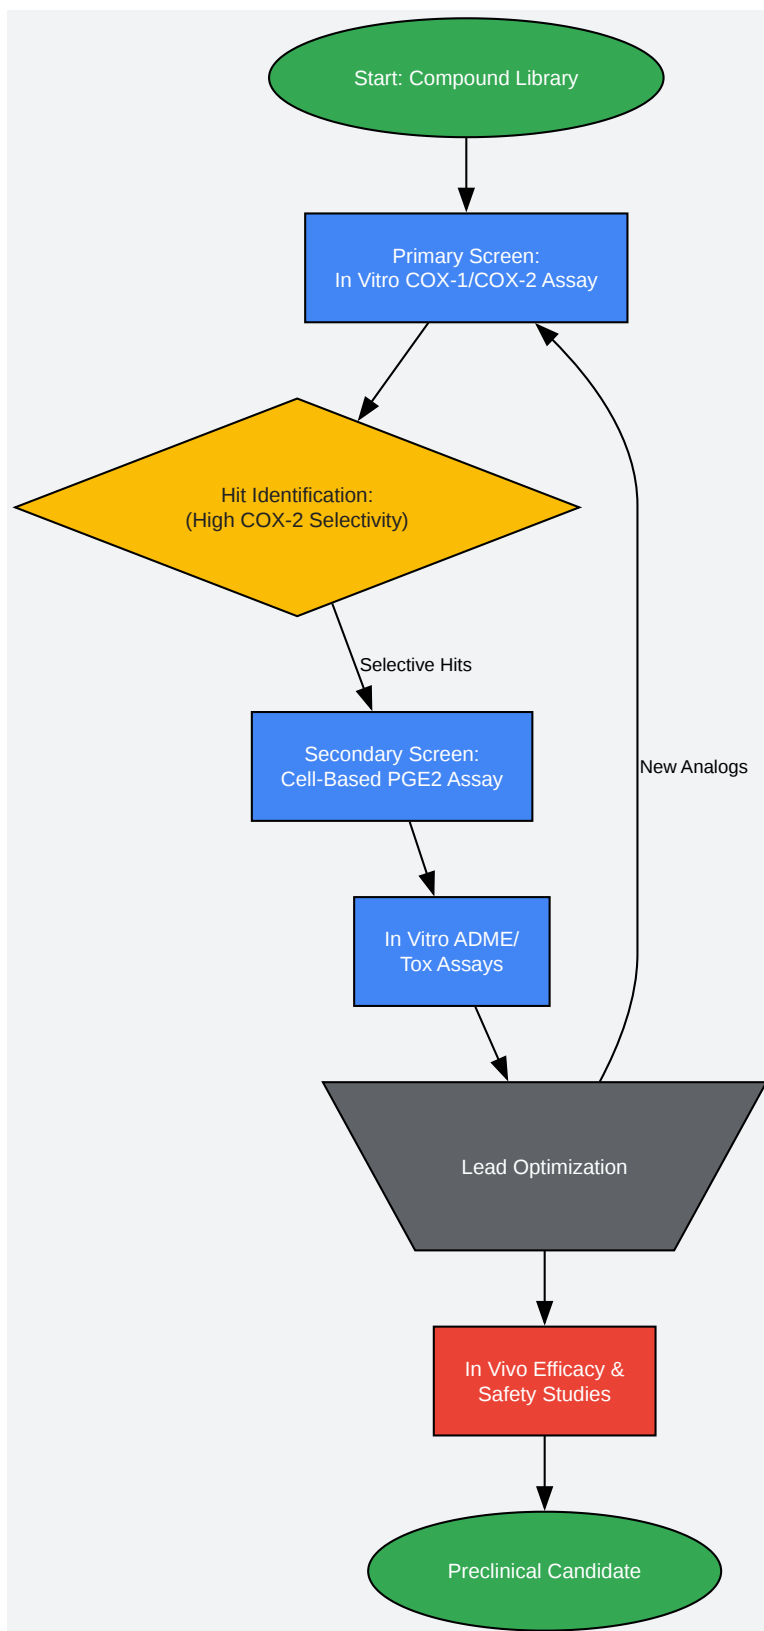 Start: Compound Library
Primary Screen:
In Vitro COX-1/COX-2 Assay
Hit Identification:
(High COX-2 Selectivity)
Selective Hits
Secondary Screen:
Cell-Based PGE2 Assay
New Analogs
In Vitro ADME/
Tox Assays
Lead Optimization
In Vivo Efficacy &
Safety Studies
Preclinical Candidate